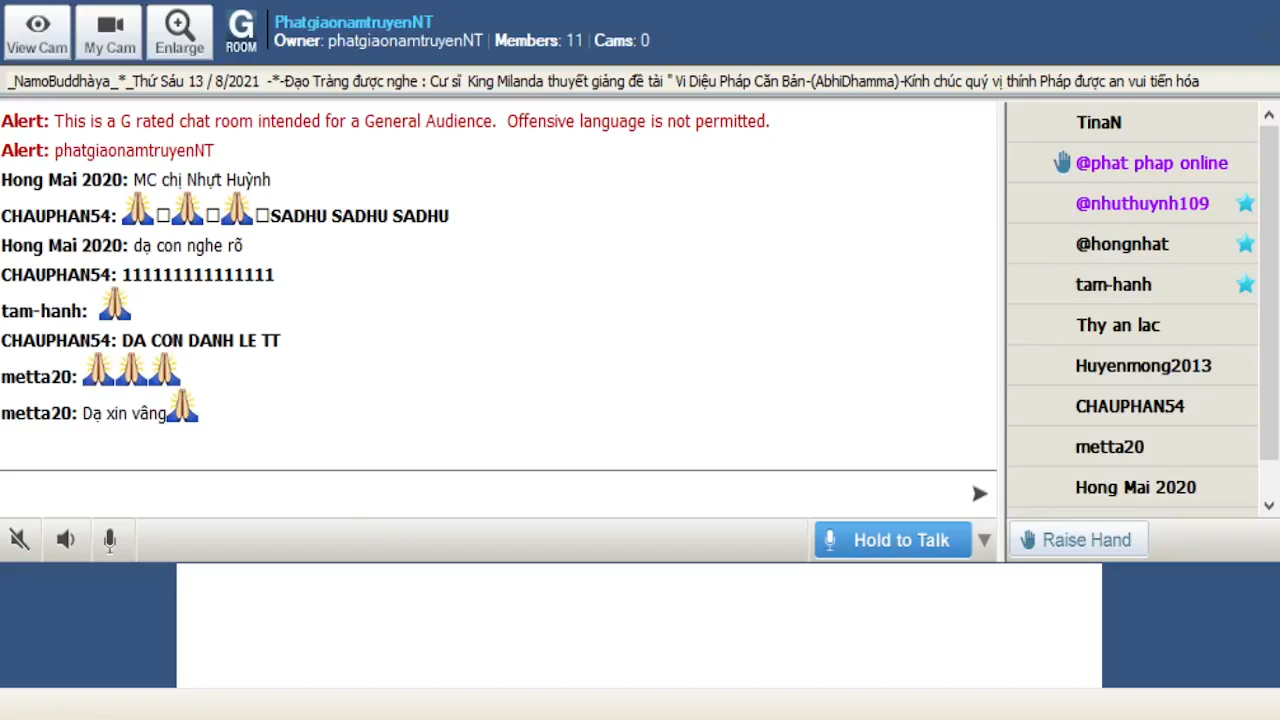 View Cam
My Cam
Enlarge
G
ROOM
PhatgiaonamtruyenNT
Owner: phatgiaonamtruyenNT | Members: 11 | Cams: 0
_NamoBuddhàya_*_Thứ Sáu 13 / 8/2021 -*-Đạo Tràng được nghe : Cư sĩ King Milanda thuyết giảng đề tài " Vi Diệu Pháp Căn Bản-(AbhiDhamma)-Kính chúc quý vị thính Pháp được an vui tiến hóa
Alert: This is a G rated chat room intended for a General Audience. Offensive language is not permitted.
Alert: phatgiaonamtruyenNT
Hong Mai 2020: MC chị Nhựt Huỳnh
CHAUPHAN54: 🙏□🙏□🙏□SADHU SADHU SADHU
Hong Mai 2020: dạ con nghe rõ
CHAUPHAN54: 111111111111111
tam-hanh: 🙏
CHAUPHAN54: DA CON DANH LE TT
metta20: 🙏🙏🙏
metta20: Dạ xin vâng🙏
TinaN
@phat phap online
@nhuthuynh109
@hongnhat
tam-hanh
Thy an lac
Huyenmong2013
CHAUPHAN54
metta20
Hong Mai 2020
Hold to Talk
Raise Hand